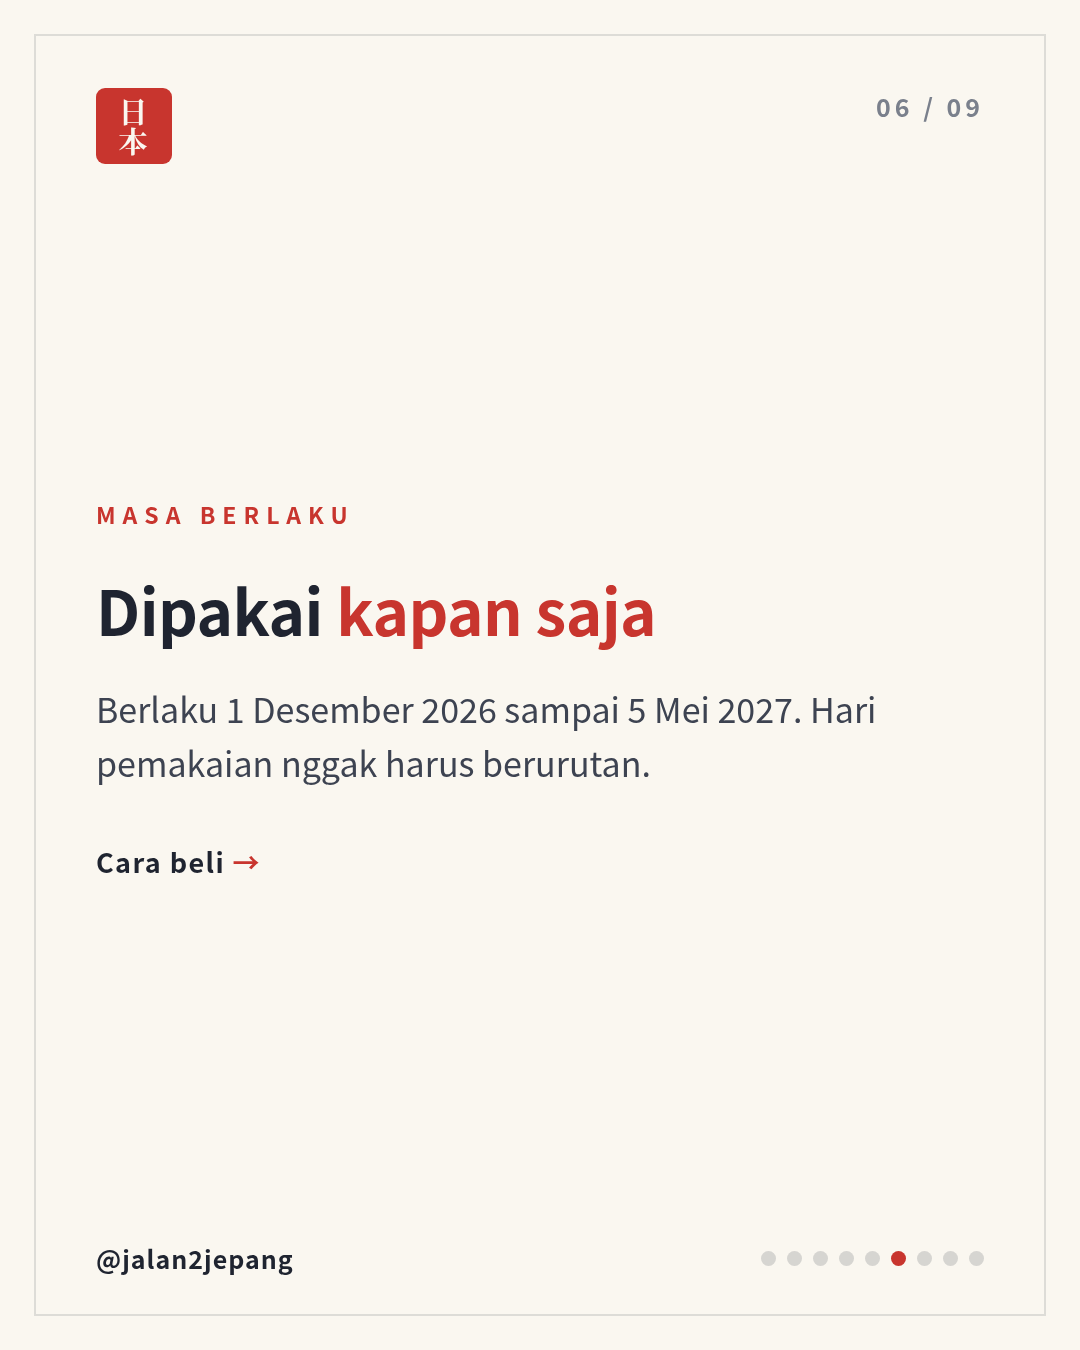 日
本
06 / 09
MASA BERLAKU
Dipakai kapan saja
Berlaku 1 Desember 2026 sampai 5 Mei 2027. Hari
pemakaian nggak harus berurutan.
Cara beli →
@jalan2jepang